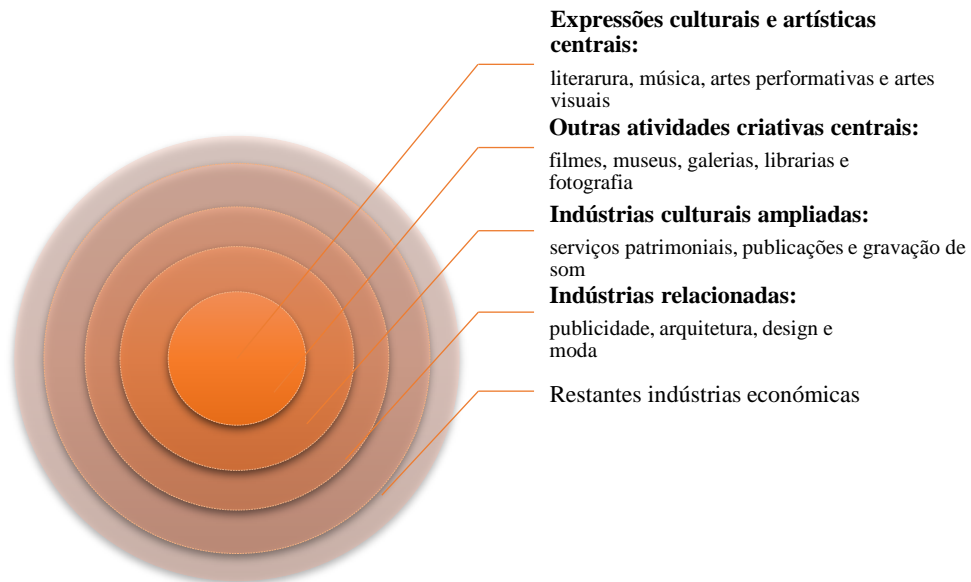 Expressões culturais e artísticas
centrais:
literarura, música, artes performativas e artes
visuais
Outras atividades criativas centrais:
filmes, museus, galerias, librarias e
fotografia
Indústrias culturais ampliadas:
serviços patrimoniais, publicações e gravação de
som
Indústrias relacionadas:
publicidade, arquitetura, design e
moda
Restantes indústrias económicas